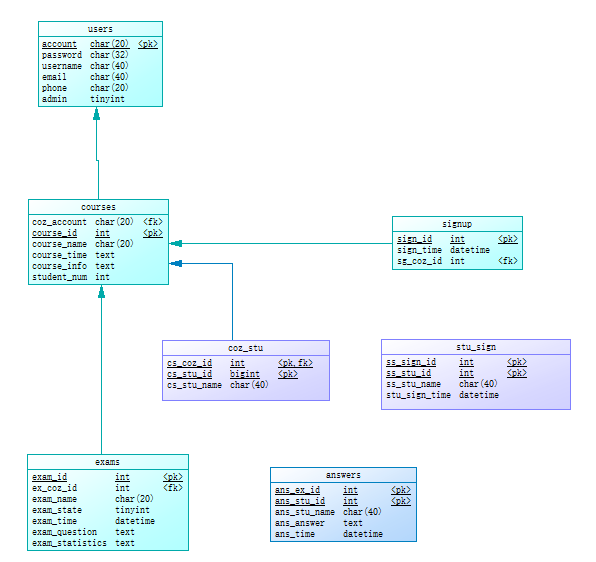 users
account char(20) <pk>
password char(32)
username char(40)
email char(40)
phone char(20)
admin tinyint
courses
coz_account char(20) <fk>
course_id int <pk>
course_name char(20)
course_time text
course_info text
student_num int
signup
sign_id int <pk>
sign_time datetime
sg_coz_id int <fk>
coz_stu
cs_coz_id int <pk,fk>
cs_stu_id bigint <pk>
cs_stu_name char(40)
stu_sign
ss_sign_id int <pk>
ss_stu_id int <pk>
ss_stu_name char(40)
stu_sign_time datetime
exams
exam_id int <pk>
ex_coz_id int <fk>
exam_name char(20)
exam_state tinyint
exam_time datetime
exam_question text
exam_statistics text
answers
ans_ex_id int <pk>
ans_stu_id int <pk>
ans_stu_name char(40)
ans_answer text
ans_time datetime